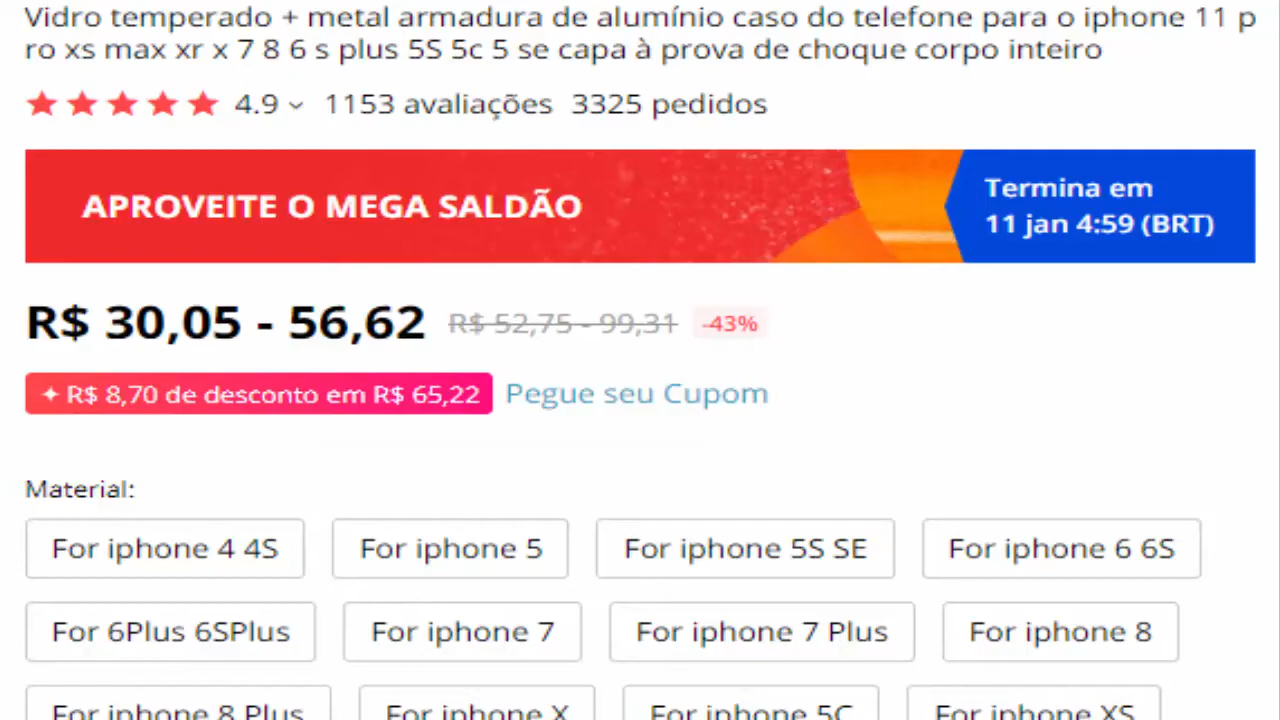 Vidro temperado + metal armadura de alumínio caso do telefone para o iphone 11 p
ro xs max xr x 7 8 6 s plus 5S 5c 5 se capa à prova de choque corpo inteiro
4.9 1153 avaliações 3325 pedidos
APROVEITE O MEGA SALDÃO
Termina em
11 jan 4:59 (BRT)
R$ 30,05 - 56,62 R$ 52,75 - 99,31 -43%
R$ 8,70 de desconto em R$ 65,22 Pegue seu Cupom
Material:
For iphone 4 4S For iphone 5 For iphone 5S SE For iphone 6 6S
For 6Plus 6SPlus For iphone 7 For iphone 7 Plus For iphone 8
For iphone 8 Plus For iphone X For iphone 5C For iphone XS